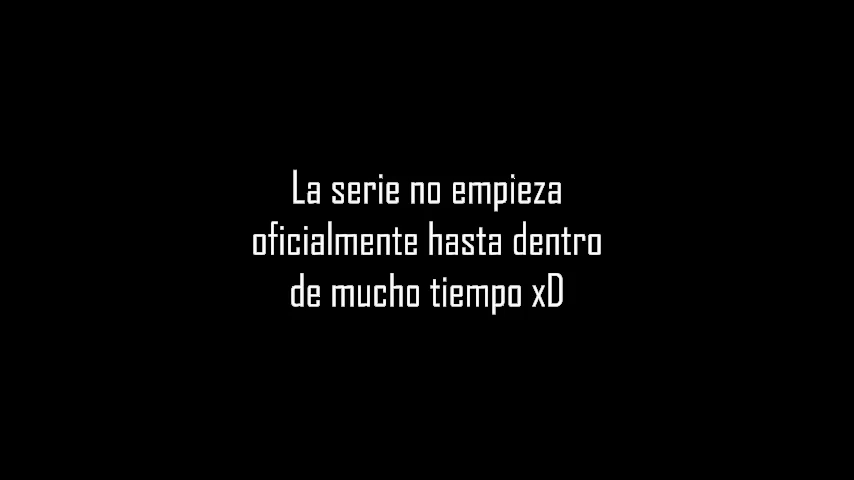 La serie no empieza
oficialmente hasta dentro
de mucho tiempo xD